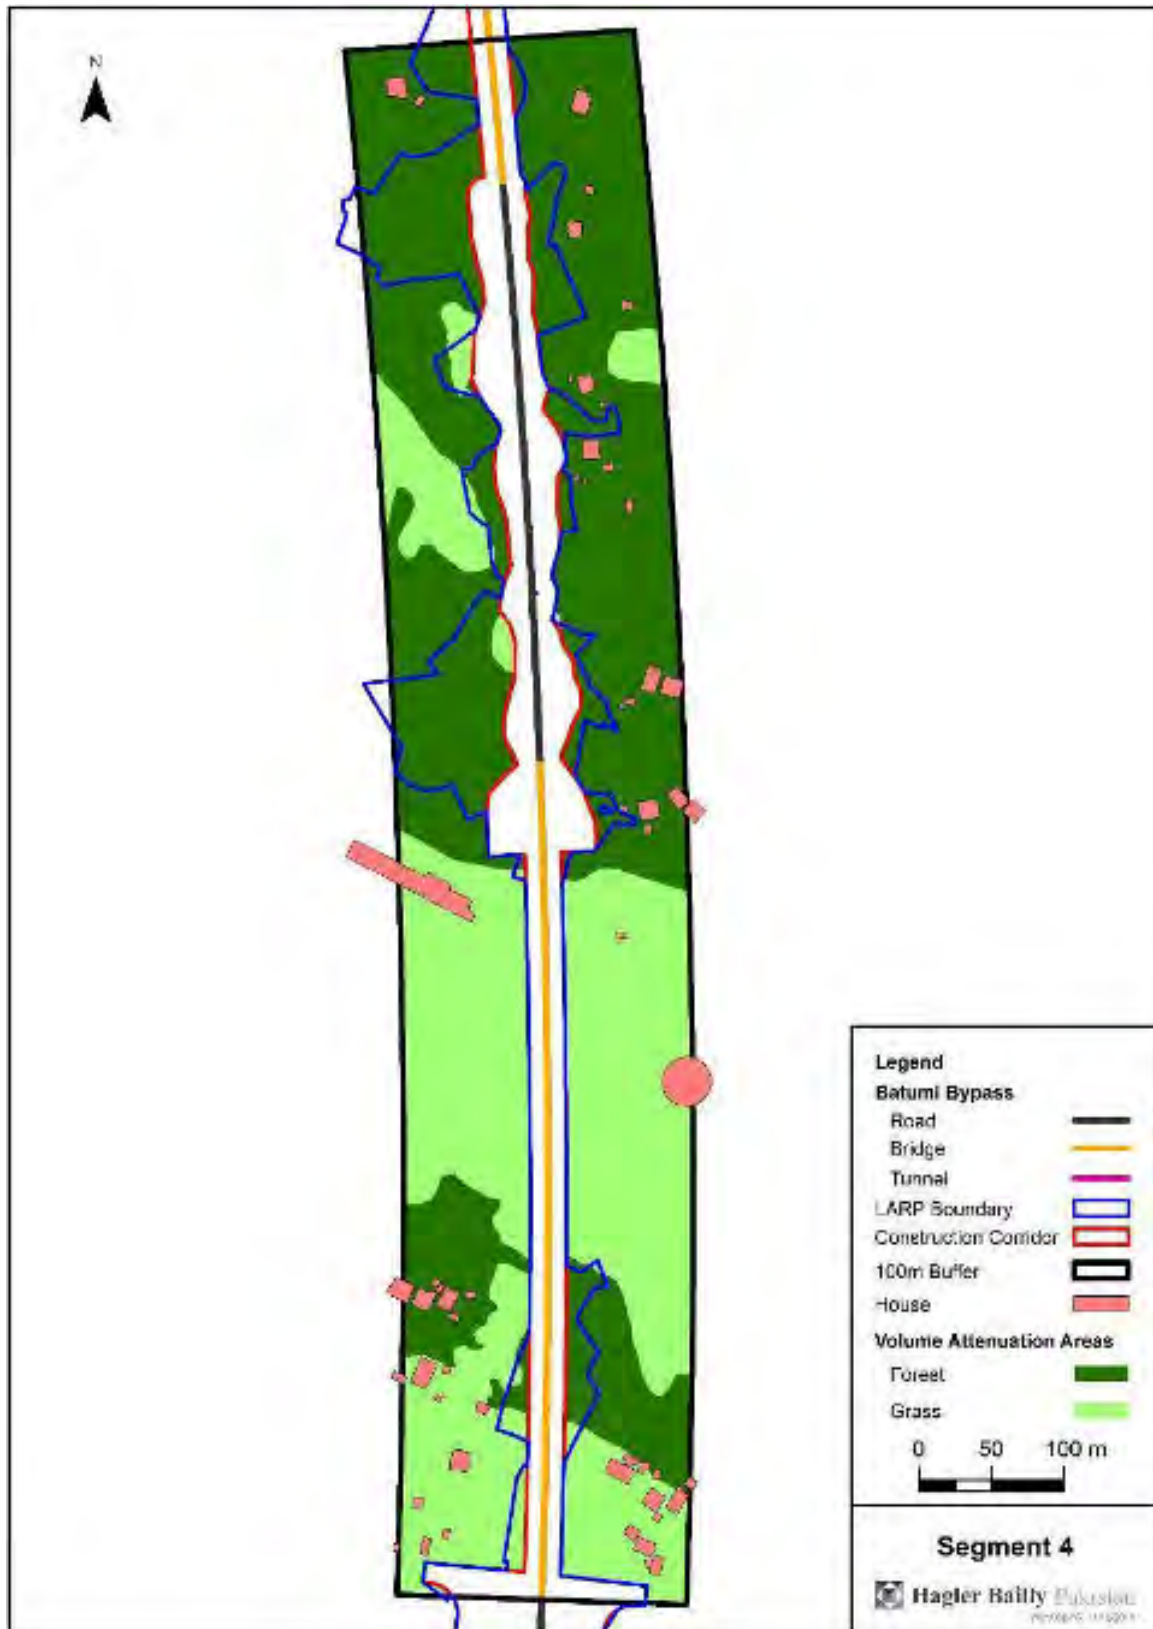 N
Legend
Batumi Bypass
Road
Bridge
Tunnel
LARP Boundary
Construction Corridor
100m Buffer
House
Volume Attenuation Areas
Forest
Grass
0 50 100 m
Segment 4
Hagler Bailly Pakistan